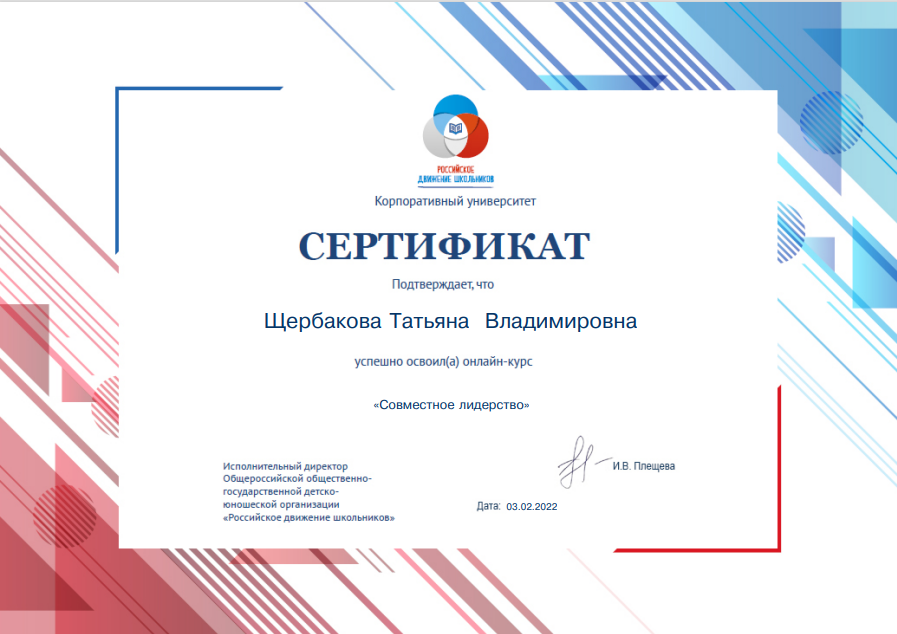 РОССИЙСКОЕ
ДВИЖЕНИЕ ШКОЛЬНИКОВ
Корпоративный университет
СЕРТИФИКАТ
Подтверждает, что
Щербакова Татьяна Владимировна
успешно освоил(а) онлайн-курс
«Совместное лидерство»
Исполнительный директор
Общероссийской общественно-
государственной детско-
юношеской организации
«Российское движение школьников»
И.В. Плещева
Дата: 03.02.2022